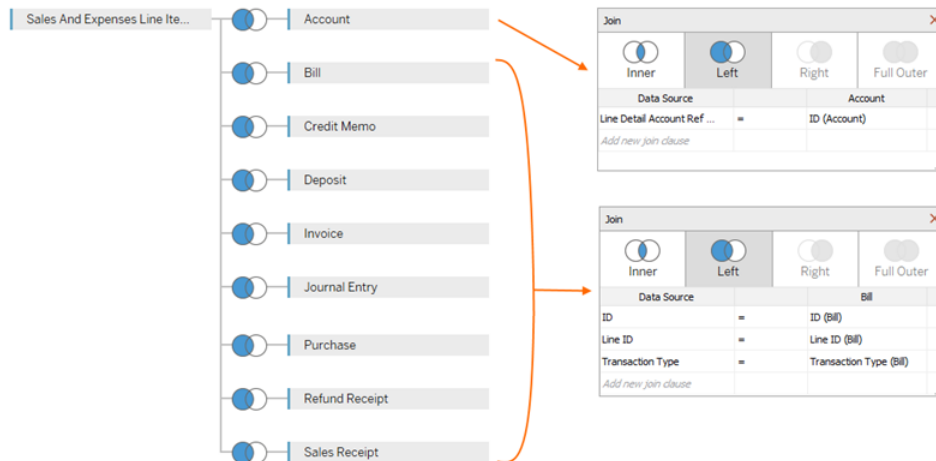 Sales And Expenses Line Ite...
Account
Bill
Credit Memo
Deposit
Invoice
Journal Entry
Purchase
Refund Receipt
Sales Receipt
Join
Inner Left Right Full Outer
Data Source Account
Line Detail Account Ref ... = ID (Account)
Add new join clause
Join
Inner Left Right Full Outer
Data Source Bill
ID = ID (Bill)
Line ID = Line ID (Bill)
Transaction Type = Transaction Type (Bill)
Add new join clause